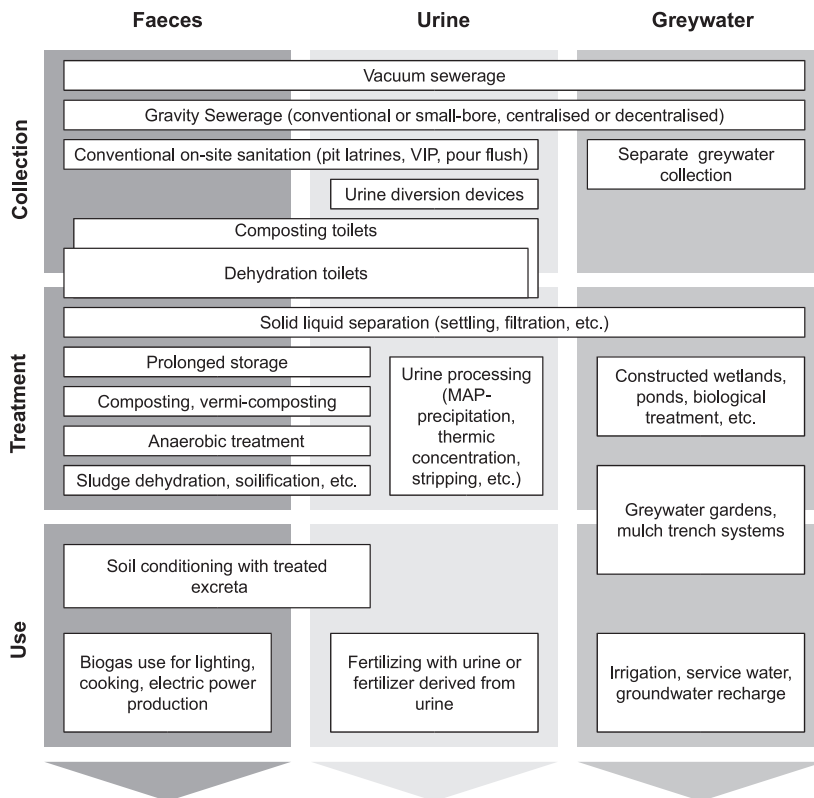 Faeces
Urine
Greywater
Collection
Vacuum sewerage
Gravity Sewerage (conventional or small-bore, centralised or decentralised)
Conventional on-site sanitation (pit latrines, VIP, pour flush)
Separate greywater
collection
Urine diversion devices
Composting toilets
Dehydration toilets
Treatment
Solid liquid separation (settling, filtration, etc.)
Prolonged storage
Composting, vermi-composting
Anaerobic treatment
Sludge dehydration, soilification, etc.
Urine processing
(MAP-
precipitation,
thermic
concentration,
stripping, etc.)
Constructed wetlands,
ponds, biological
treatment, etc.
Greywater gardens,
mulch trench systems
Use
Soil conditioning with treated
excreta
Biogas use for lighting,
cooking, electric power
production
Fertilizing with urine or
fertilizer derived from
urine
Irrigation, service water,
groundwater recharge